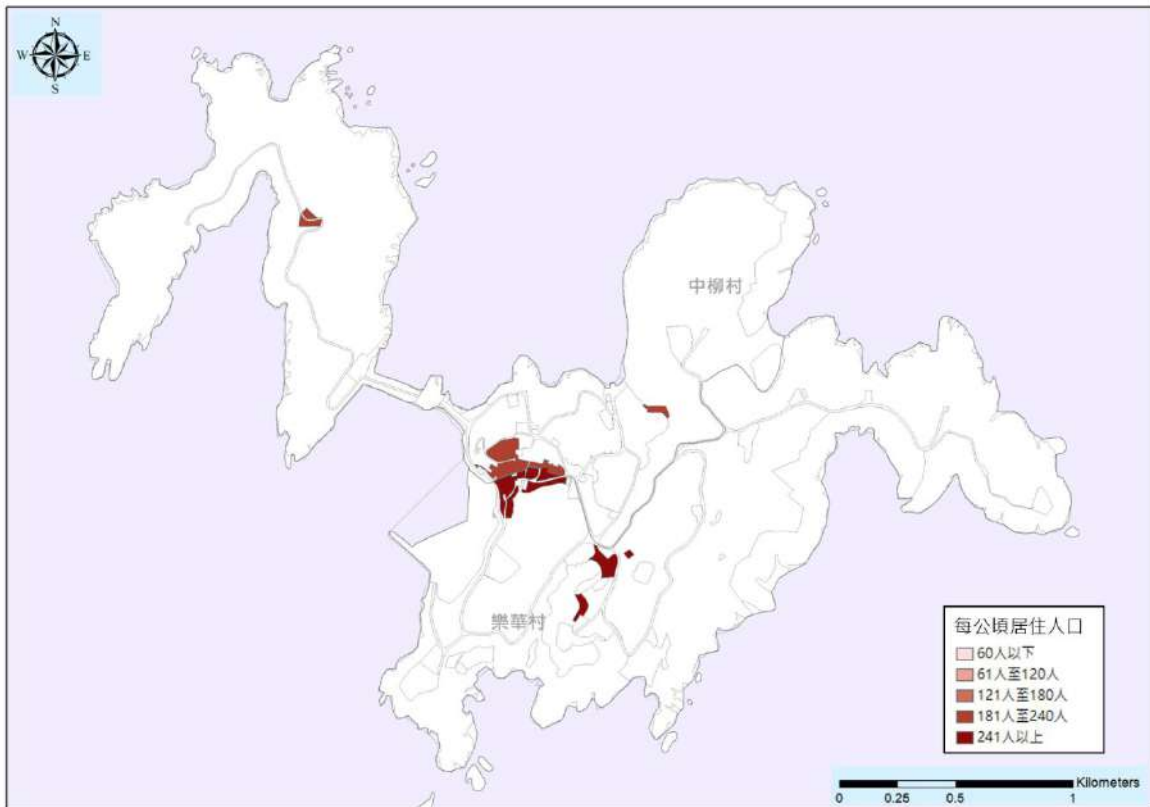 N
W E
S
中柳村
樂華村
每公頃居住人口
60人以下
61人至120人
121人至180人
181人至240人
241人以上
Kilometers
0 0.25 0.5 1